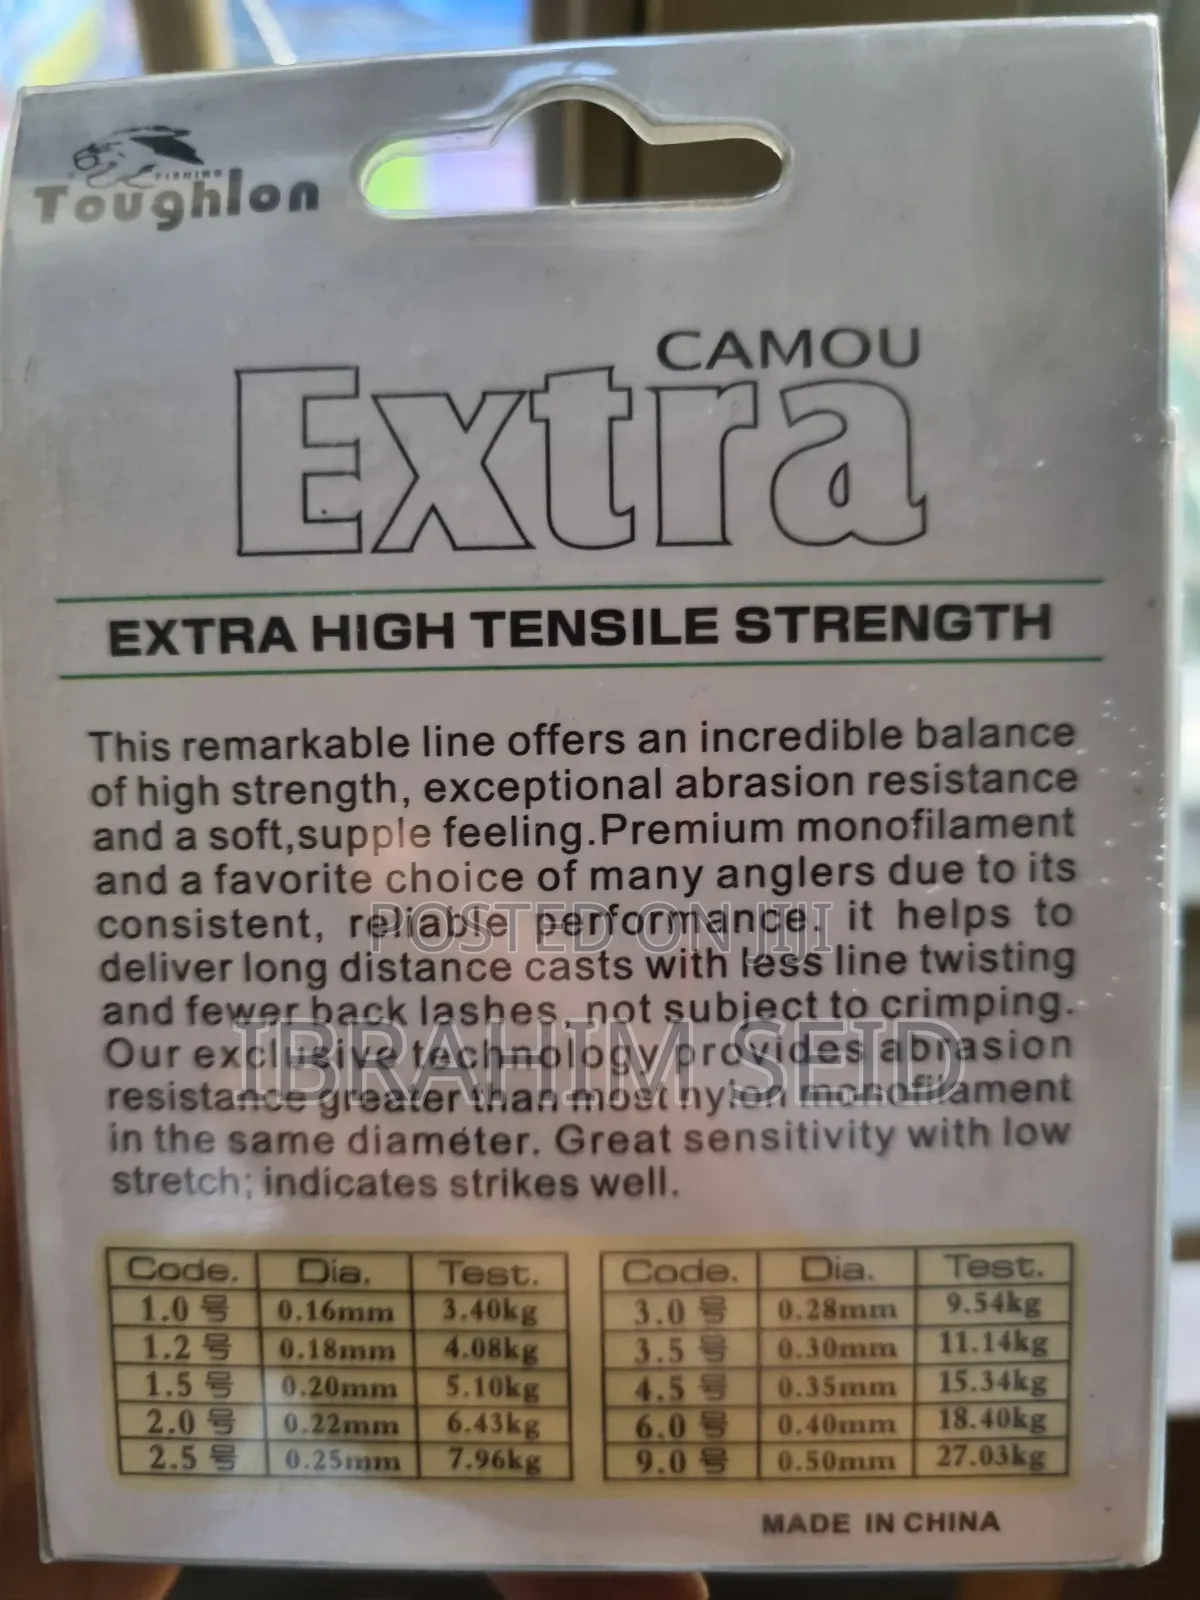 FISHING
Toughlon
CAMOU
Extra
EXTRA HIGH TENSILE STRENGTH
This remarkable line offers an incredible balance
of high strength, exceptional abrasion resistance
and a soft,supple feeling.Premium monofilament
and a favorite choice of many anglers due to its
consistent, reliable performance. it helps to
POSTED ON JIJI
deliver long distance casts with less line twisting
and fewer back lashes, not subject to crimping.
IBRAHIM SEID
Our exclusive technology provides abrasion
resistance greater than most nylon monofilament
in the same diaméter. Great sensitivity with low
stretch; indicates strikes well.
Code. Dia. Test. Code. Dia. Test.
1.0 号 0.16mm 3.40kg 3.0 号 0.28mm 9.54kg
1.2 号 0.18mm 4.08kg 3.5 号 0.30mm 11.14kg
1.5 号 0.20mm 5.10kg 4.5 号 0.35mm 15.34kg
2.0 号 0.22mm 6.43kg 6.0 号 0.40mm 18.40kg
2.5 号 0.25mm 7.96kg 9.0 号 0.50mm 27.03kg
MADE IN CHINA